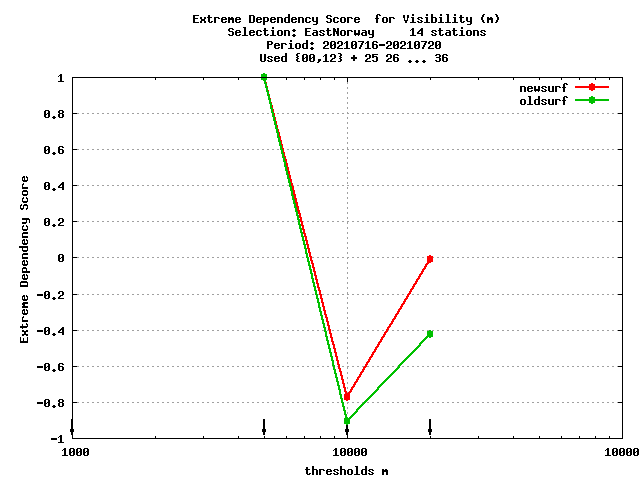 Extreme Dependency Score  for Visibility (m)
Selection: EastNorway     14 stations
Period: 20210716-20210720
Used {00,12} + 25 26 ... 36
newsurf
oldsurf
1
0.8
0.6
0.4
0.2
0
-0.2
-0.4
-0.6
-0.8
-1
Extreme Dependency Score
1000 10000 10000
thresholds m